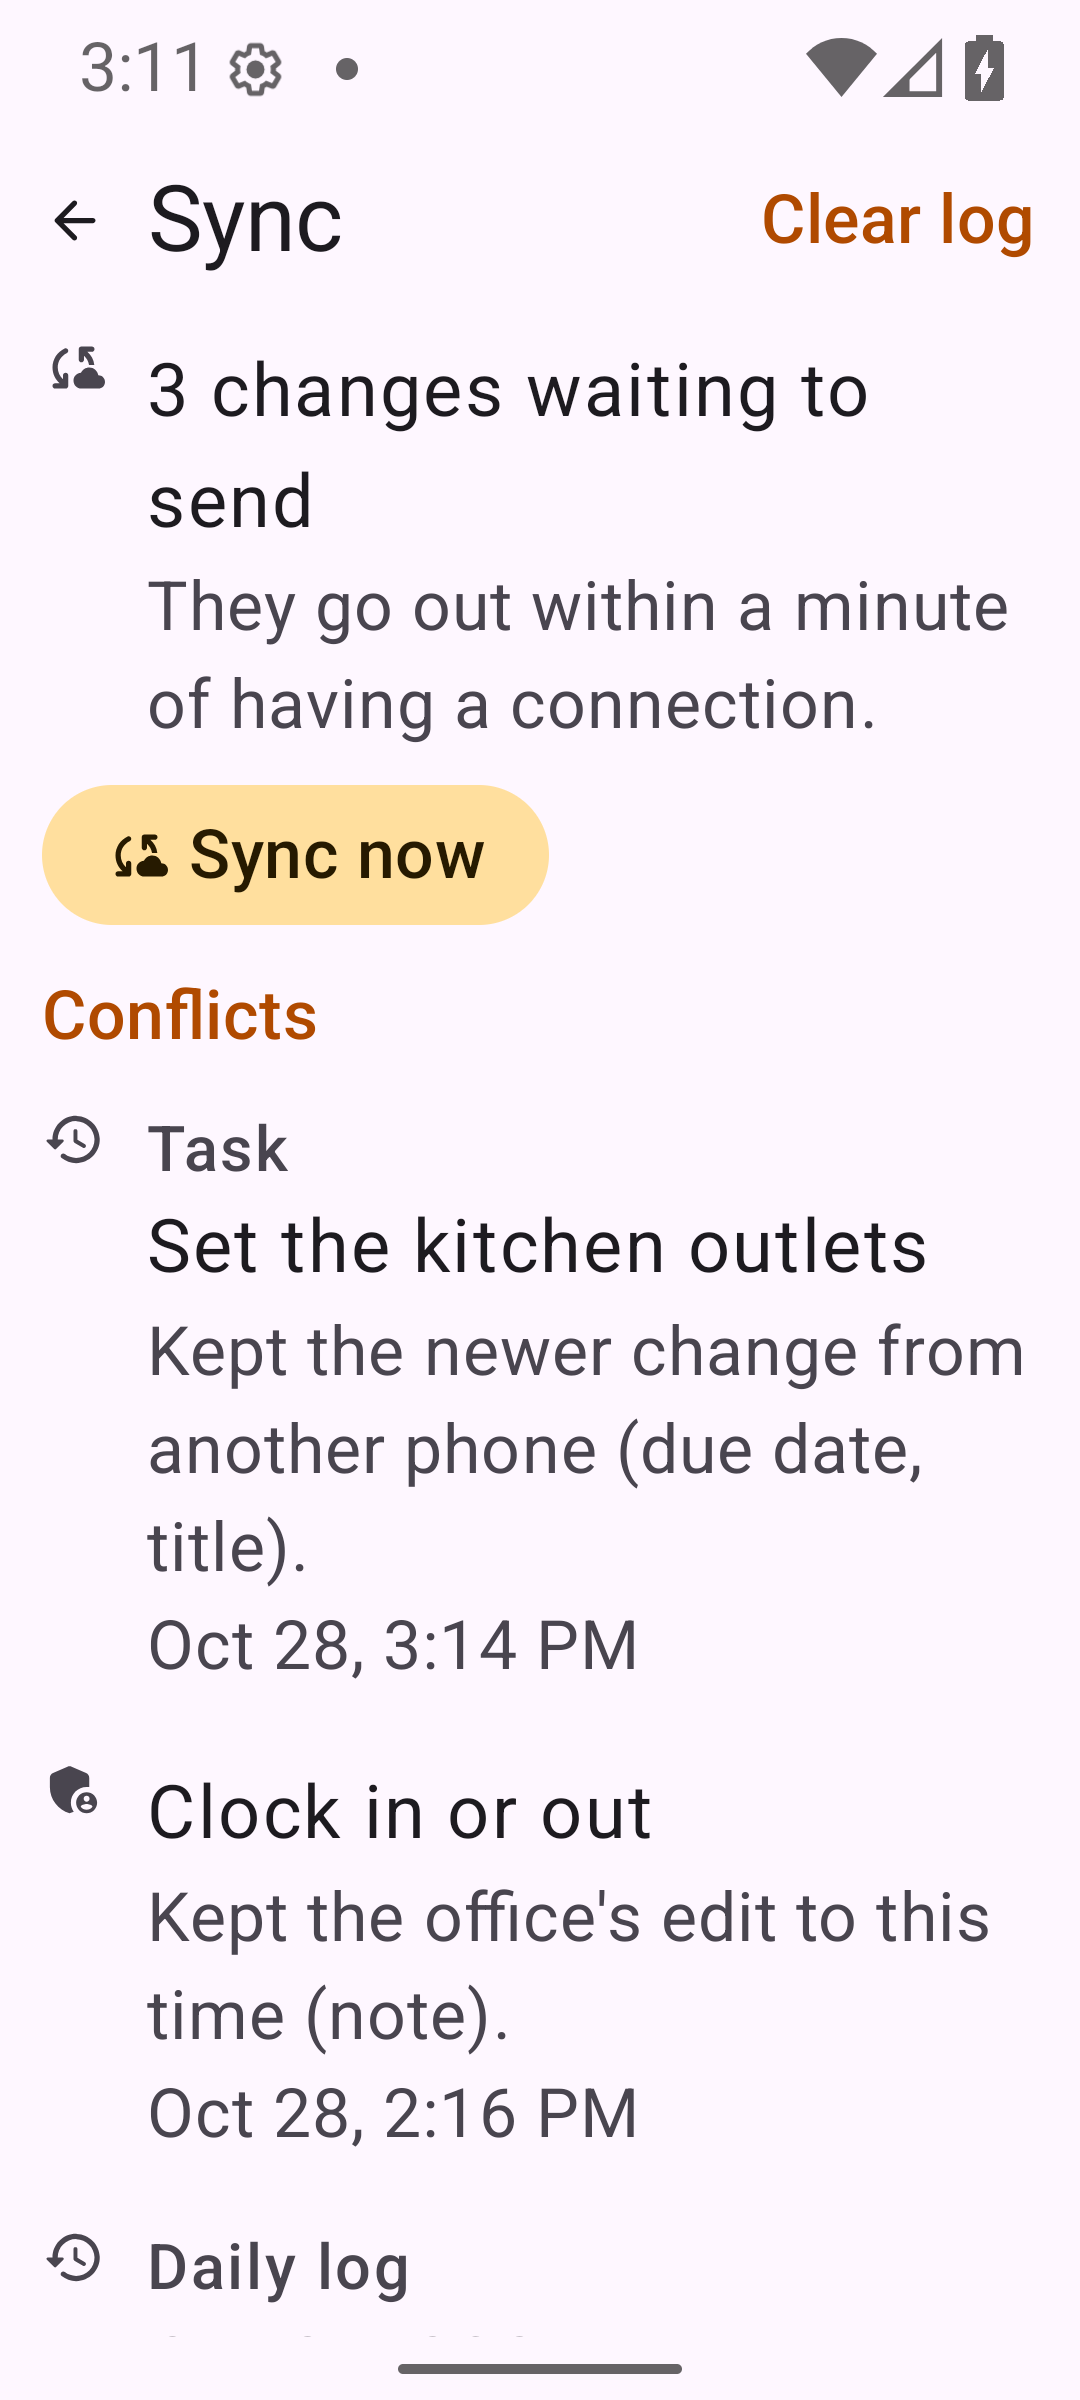 3:11
Sync
Clear log
3 changes waiting to
send
They go out within a minute
of having a connection.
Sync now
Conflicts
Task
Set the kitchen outlets
Kept the newer change from
another phone (due date,
title).
Oct 28, 3:14 PM
Clock in or out
Kept the office's edit to this
time (note).
Oct 28, 2:16 PM
Daily log